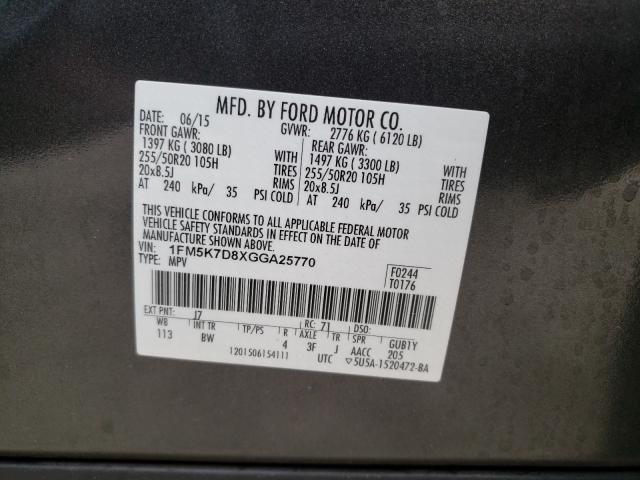 MFD. BY FORD MOTOR CO.
DATE: 06/15 GVWR: 2776 KG ( 6120 LB)
FRONT GAWR: REAR GAWR:
1397 KG ( 3080 LB) WITH 1497 KG ( 3300 LB) WITH
255/50R20 105H TIRES 255/50R20 105H TIRES
20x8.5J RIMS 20x8.5J RIMS
AT 240 kPa/ 35 PSI COLD AT 240 kPa/ 35 PSI COLD
THIS VEHICLE CONFORMS TO ALL APPLICABLE FEDERAL MOTOR
VEHICLE SAFETY STANDARDS IN EFFECT ON THE DATE OF
MANUFACTURE SHOWN ABOVE.
VIN: 1FM5K7D8XGGA25770
TYPE: MPV
F0244
T0176
EXT PNT: J7 RC: 71 DSO:
WB INT TR TP/PS R AXLE TR SPR GUB1Y
113 BW 4 3F J AACC 205
1201506154111 UTC ▽5U5A-1520472-BA